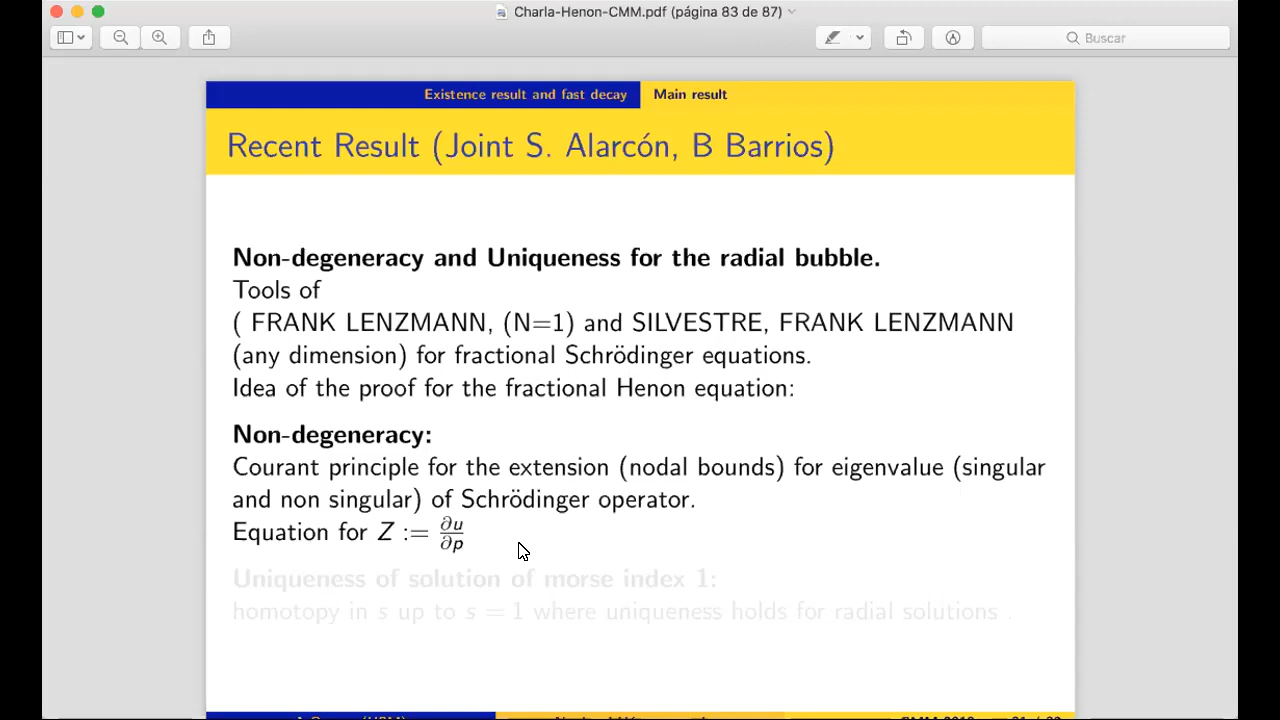 Charla-Henon-CMM.pdf (página 83 de 87)
Buscar
Existence result and fast decay
Main result
Recent Result (Joint S. Alarcón, B Barrios)
Non-degeneracy and Uniqueness for the radial bubble.
Tools of
( FRANK LENZMANN, (N=1) and SILVESTRE, FRANK LENZMANN
(any dimension) for fractional Schrödinger equations.
Idea of the proof for the fractional Henon equation:
Non-degeneracy:
Courant principle for the extension (nodal bounds) for eigenvalue (singular
and non singular) of Schrödinger operator.
Equation for Z := ∂u/∂p
Uniqueness of solution of morse index 1:
homotopy in s up to s = 1 where uniqueness holds for radial solutions .